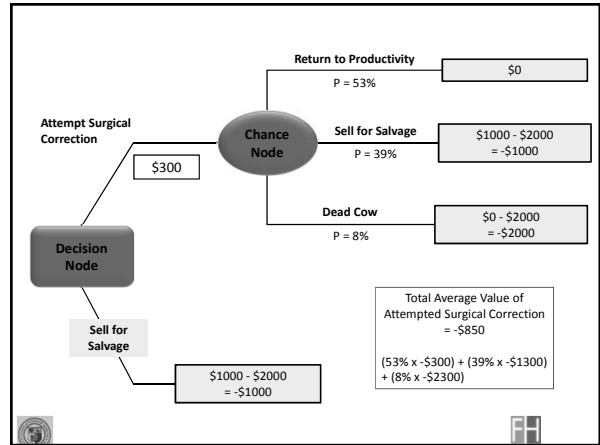 Return to Productivity
P = 53%
$0
Attempt Surgical
Correction
$300
Chance
Node
Sell for Salvage
P = 39%
$1000 - $2000
= -$1000
Dead Cow
P = 8%
$0 - $2000
= -$2000
Decision
Node
Sell for
Salvage
$1000 - $2000
= -$1000
Total Average Value of
Attempted Surgical Correction
= -$850
(53% x -$300) + (39% x -$1300)
+ (8% x -$2300)
FH